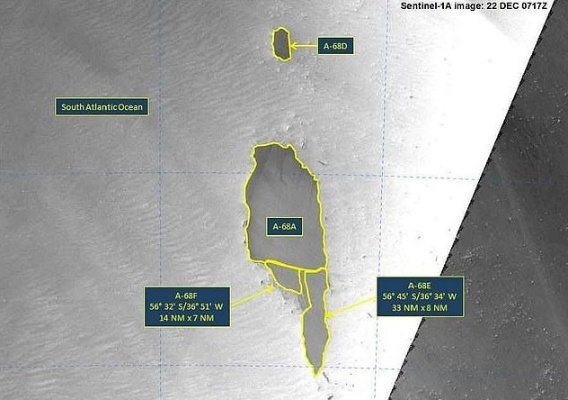 Sentinel-1A image: 22 DEC 0717Z
A-68D
South Atlantic Ocean
A-68A
A-68F
56° 32' S/36° 51' W
14 NM x 7 NM
A-68E
56° 45' S/36° 34' W
33 NM x 8 NM